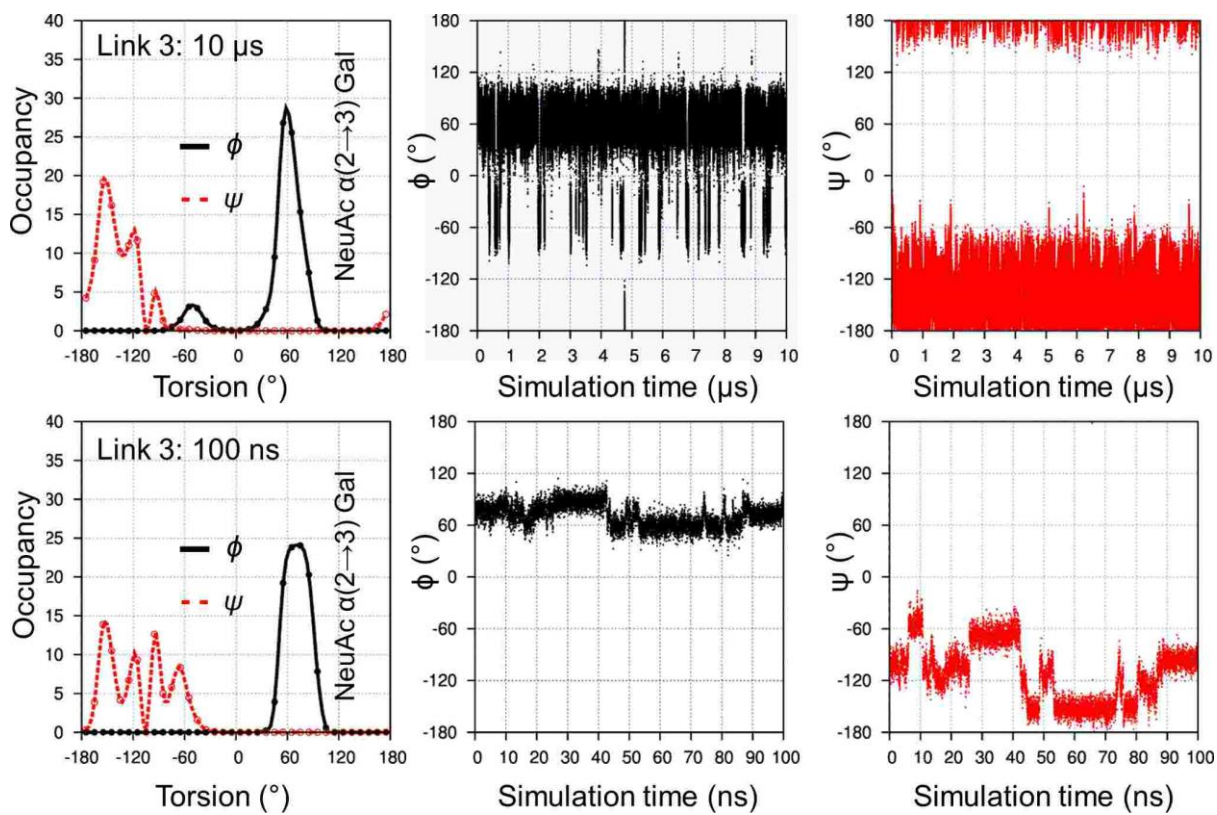 Link 3: 10 μs
Occupancy
40
35
30
25
20
15
10
5
0
ϕ
ψ
NeuAc α(2→3) Gal
-180 -120 -60 0 60 120 180
Torsion (°)
ϕ (°)
180
120
60
0
-60
-120
-180
0 1 2 3 4 5 6 7 8 9 10
Simulation time (μs)
Ψ (°)
180
120
60
0
-60
-120
-180
0 1 2 3 4 5 6 7 8 9 10
Simulation time (μs)
Link 3: 100 ns
Occupancy
40
35
30
25
20
15
10
5
0
ϕ
ψ
NeuAc α(2→3) Gal
-180 -120 -60 0 60 120 180
Torsion (°)
ϕ (°)
180
120
60
0
-60
-120
-180
0 10 20 30 40 50 60 70 80 90 100
Simulation time (ns)
Ψ (°)
180
120
60
0
-60
-120
-180
0 10 20 30 40 50 60 70 80 90 100
Simulation time (ns)